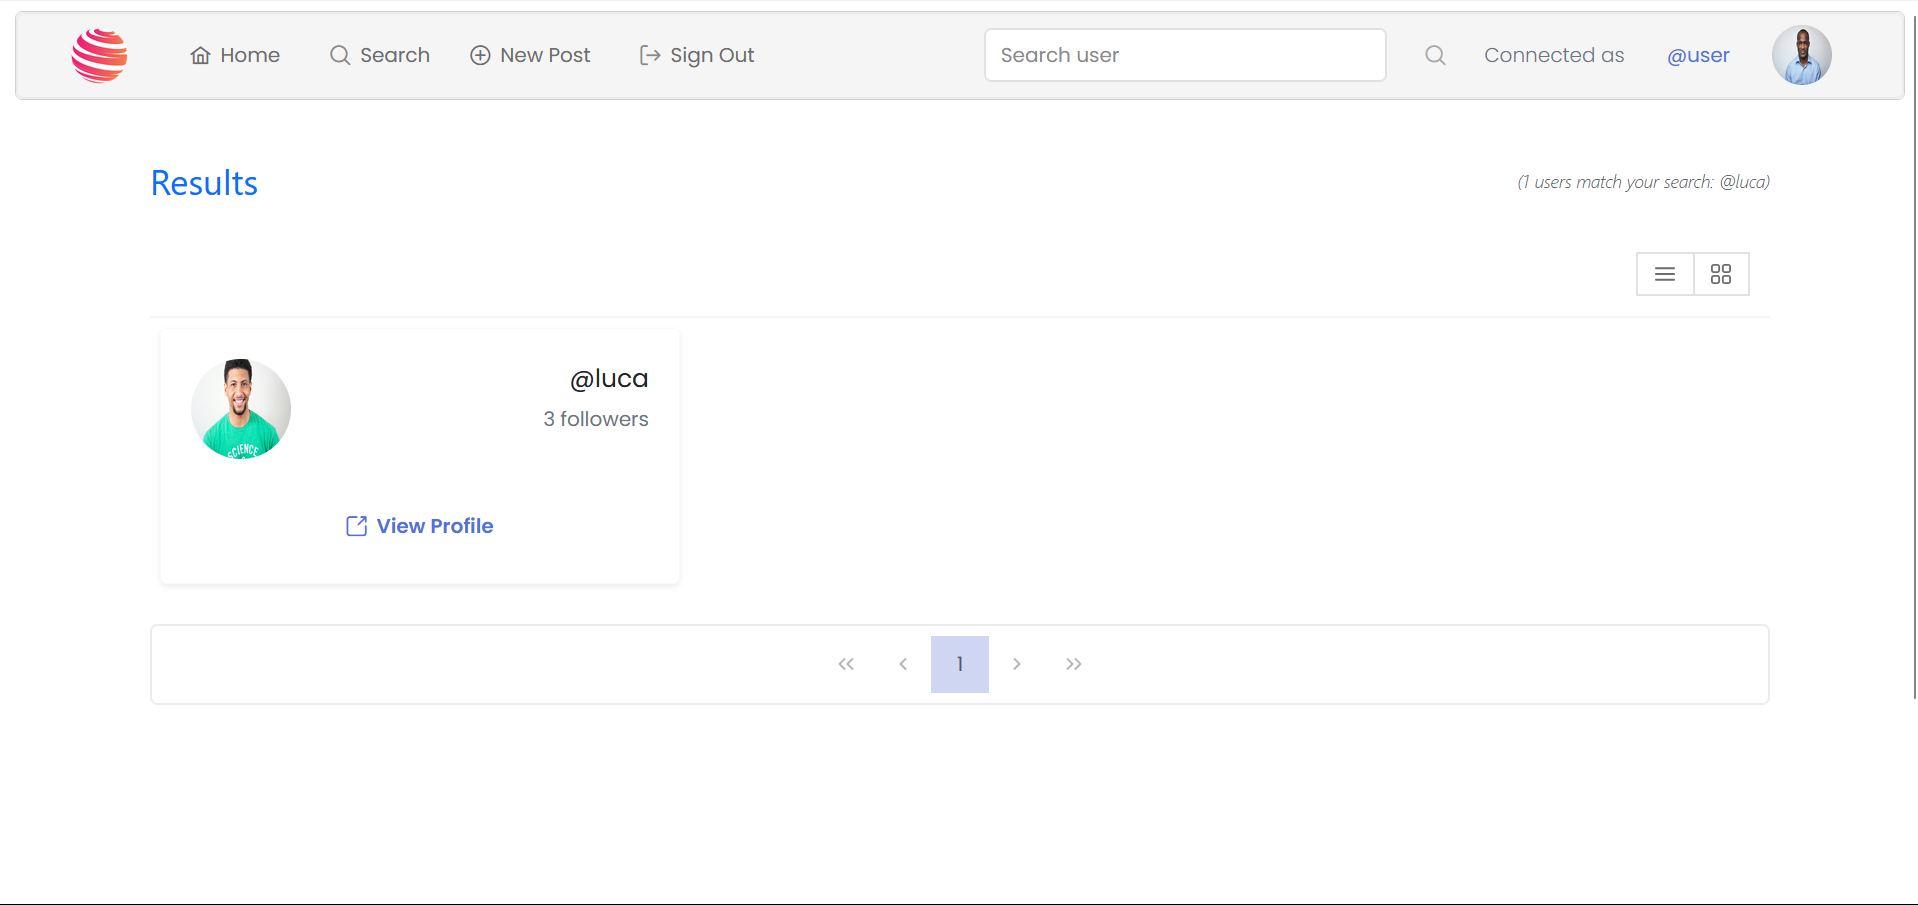 Home Search New Post Sign Out Search user Connected as @user
Results (1 users match your search: @luca)
@luca
3 followers
SCIENCE
View Profile
1